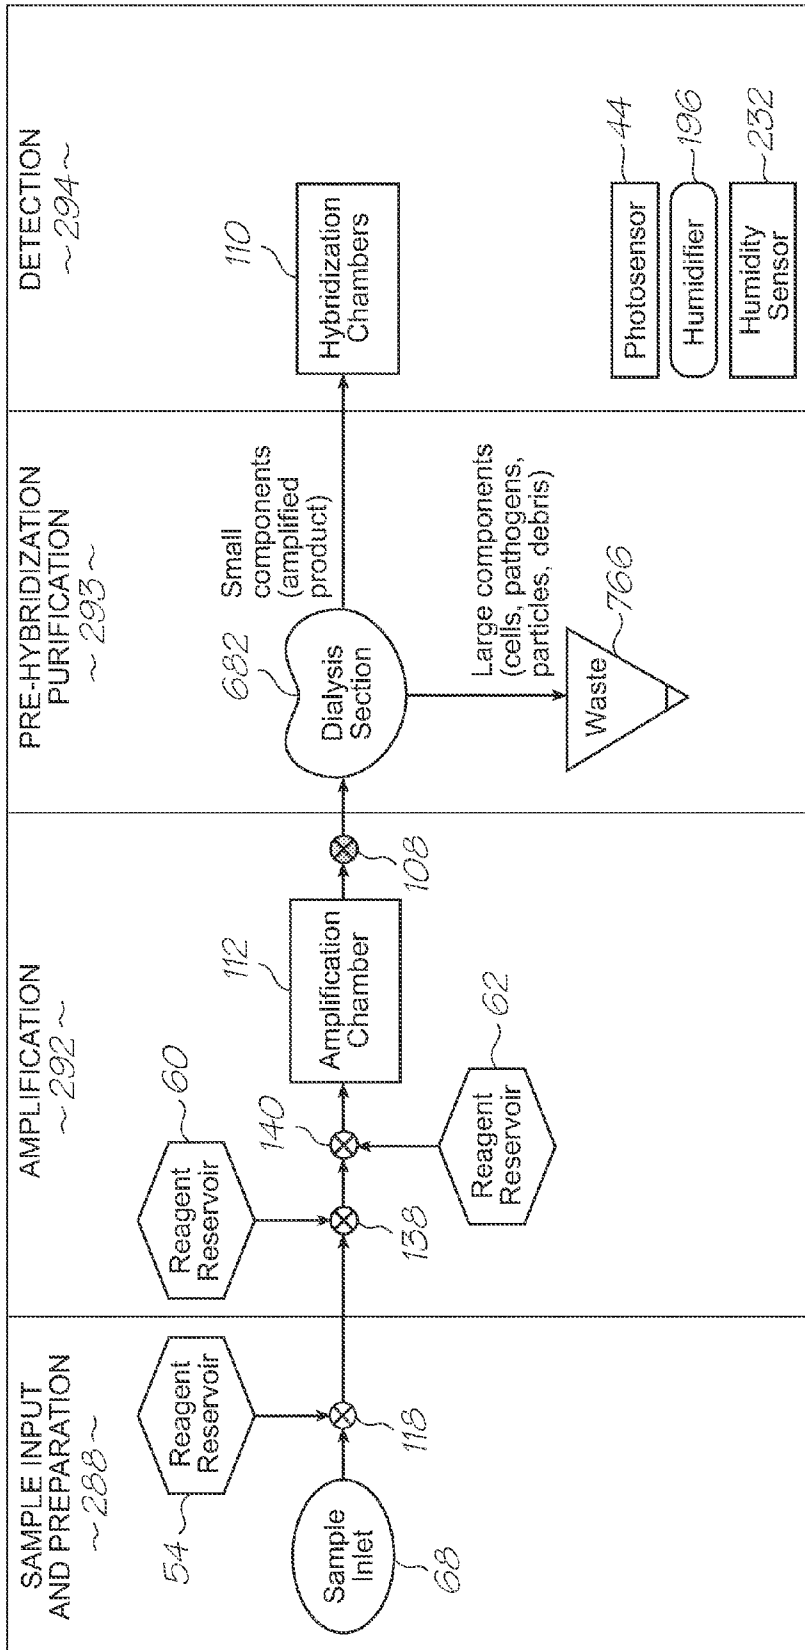 SAMPLE INPUT
AND PREPARATION
~288~
Reagent
Reservoir
54
118
Sample
Inlet
68
AMPLIFICATION
~292~
Reagent
Reservoir
60
138
140
Reagent
Reservoir
62
Amplification
Chamber
112
108
PRE-HYBRIDIZATION
PURIFICATION
~293~
Dialysis
Section
682
Small
components
(amplified
product)
Large components
(cells, pathogens,
particles, debris)
Waste
766
DETECTION
~294~
Hybridization
Chambers
110
Photosensor
44
Humidifier
196
Humidity
Sensor
232